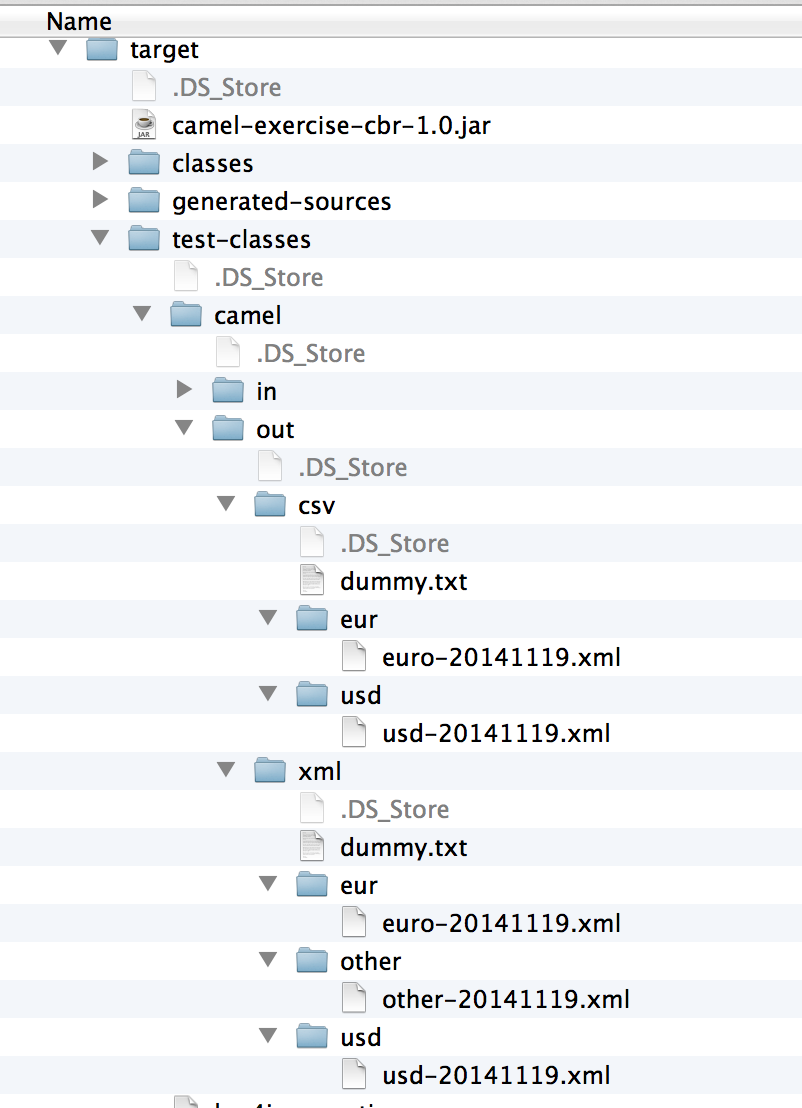 Name
target
.DS_Store
JAR
camel-exercise-cbr-1.0.jar
classes
generated-sources
test-classes
.DS_Store
camel
.DS_Store
in
out
.DS_Store
csv
.DS_Store
dummy.txt
eur
euro-20141119.xml
usd
usd-20141119.xml
xml
.DS_Store
dummy.txt
eur
euro-20141119.xml
other
other-20141119.xml
usd
usd-20141119.xml